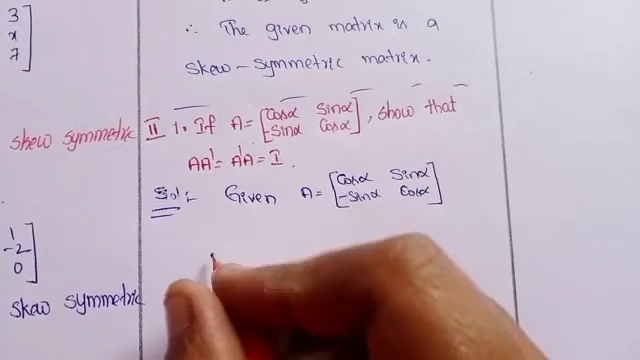 3
x
7
∴ The given matrix is a
skew-symmetric matrix.
skew symmetric
II 1. If A = [Cosα Sinα
-Sinα Cosα], show that
AA' = A'A = I.
Sol:- Given A = [Cosα Sinα
-Sinα Cosα]
1
-2
0
skew symmetric